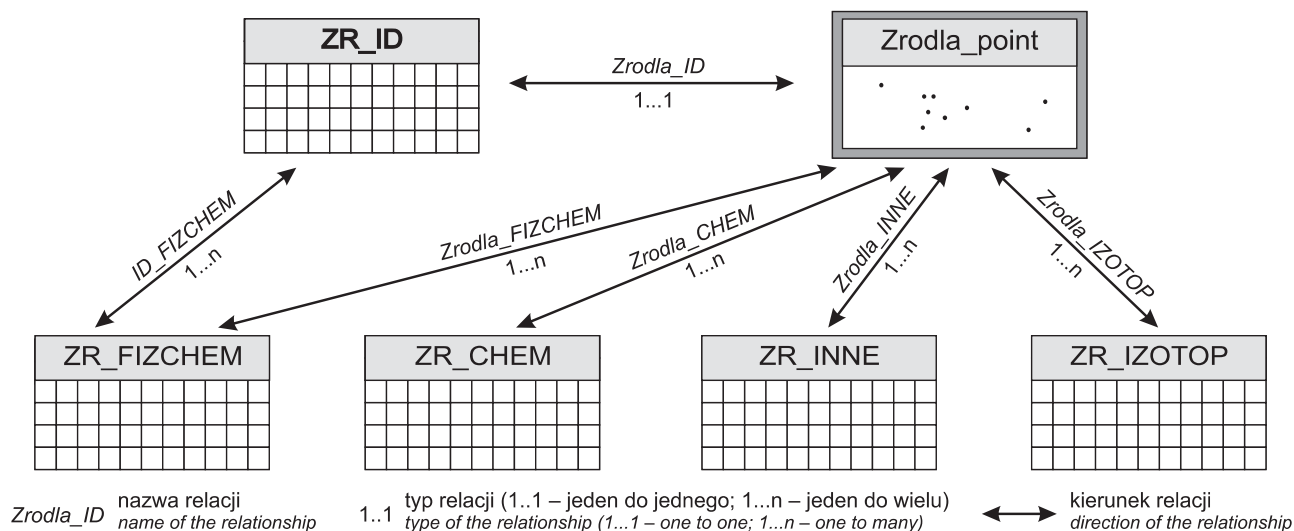 ZR_ID
Zrodla_point
Zrodla_ID
1...1
ID_FIZCHEM
1...n
Zrodla_FIZCHEM
1...n
Zrodla_CHEM
1...n
Zrodla_INNE
1...n
Zrodla_IZOTOP
1...n
ZR_FIZCHEM
ZR_CHEM
ZR_INNE
ZR_IZOTOP
Zrodla_ID
nazwa relacji
name of the relationship
1..1
typ relacji (1..1 – jeden do jednego; 1...n – jeden do wielu)
type of the relationship (1...1 – one to one; 1...n – one to many)
kierunek relacji
direction of the relationship